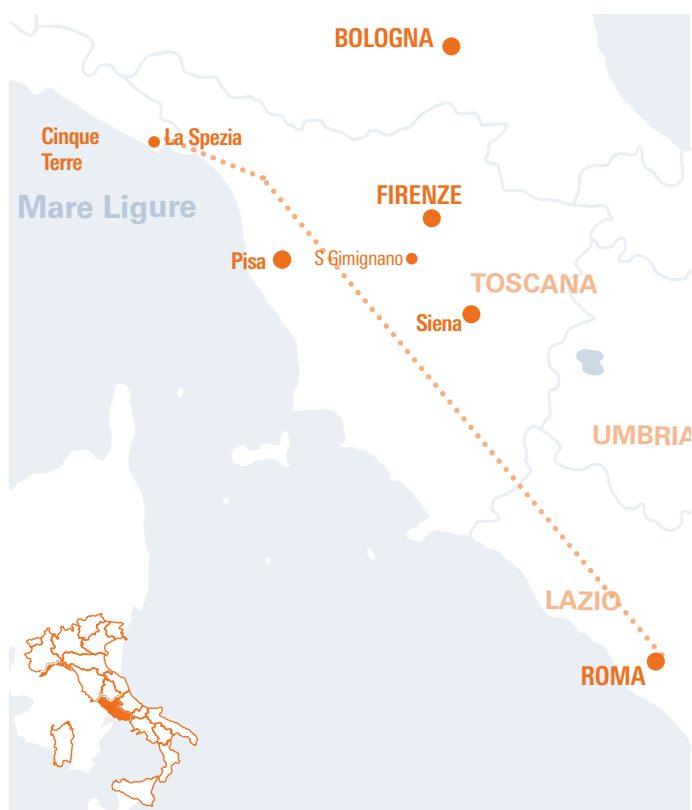 BOLOGNA
Cinque
Terre
La Spezia
Mare Ligure
FIRENZE
Pisa
S Gimignano
TOSCANA
Siena
UMBRIA
LAZIO
ROMA